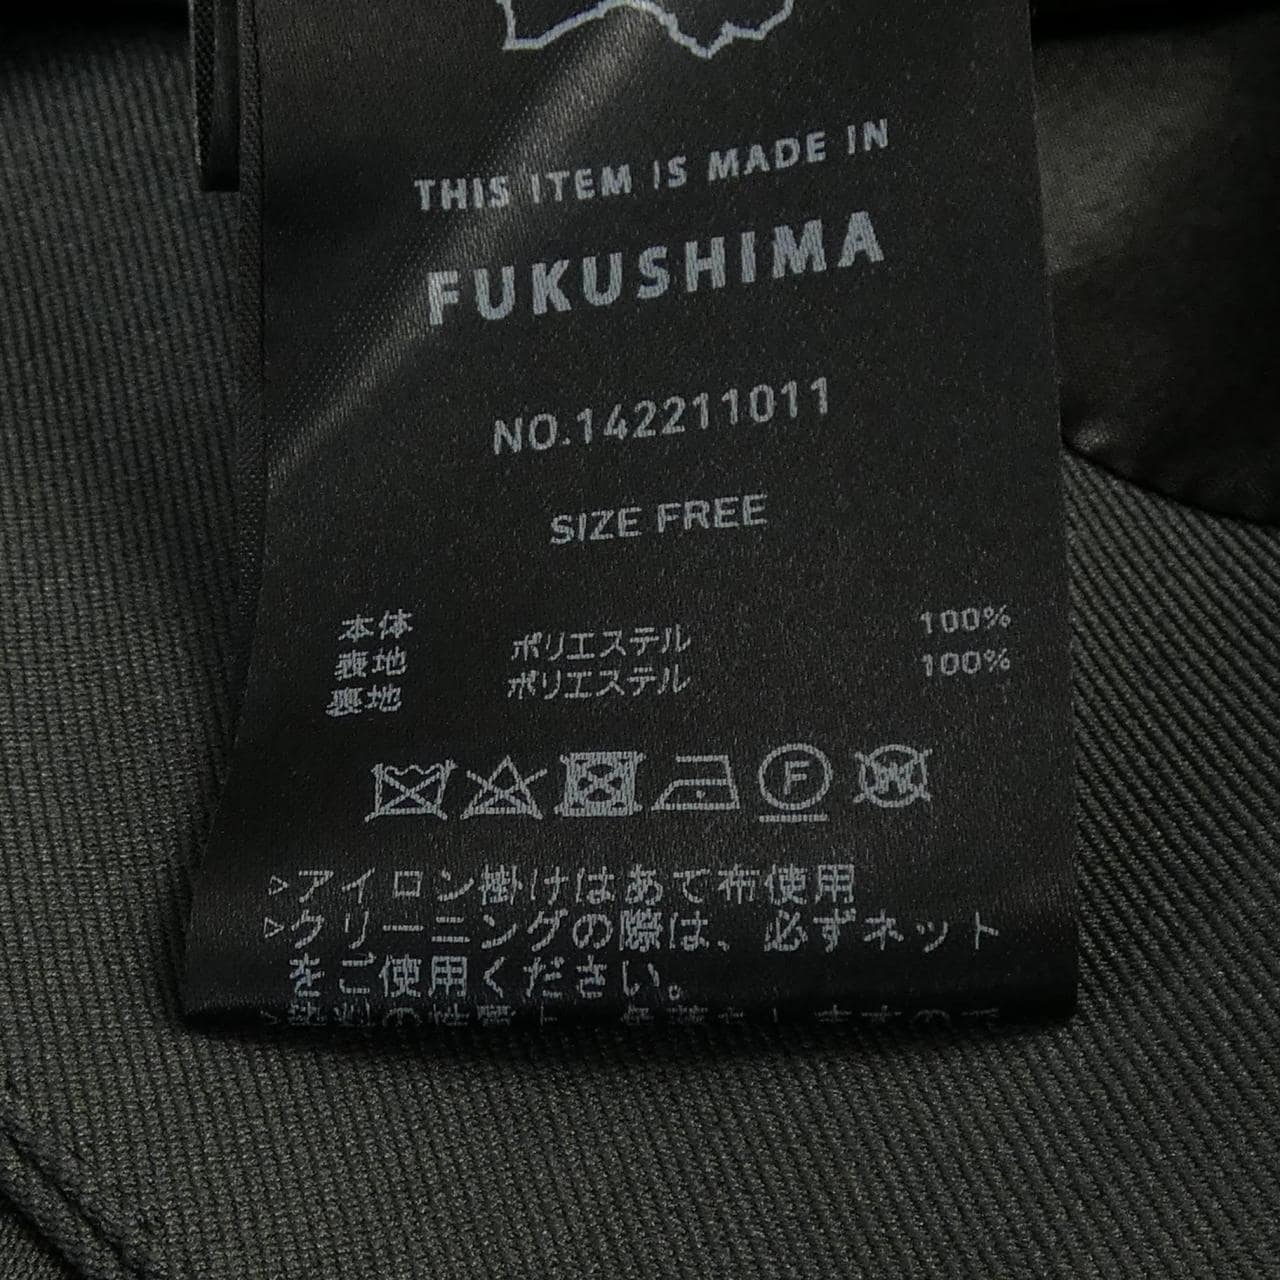 THIS ITEM IS MADE IN
FUKUSHIMA
NO.142211011
SIZE FREE
本体
表地 ポリエステル 100%
裏地 ポリエステル 100%
F
W
▷アイロン掛けはあて布使用
▷クリーニングの際は、必ずネット
をご使用ください。